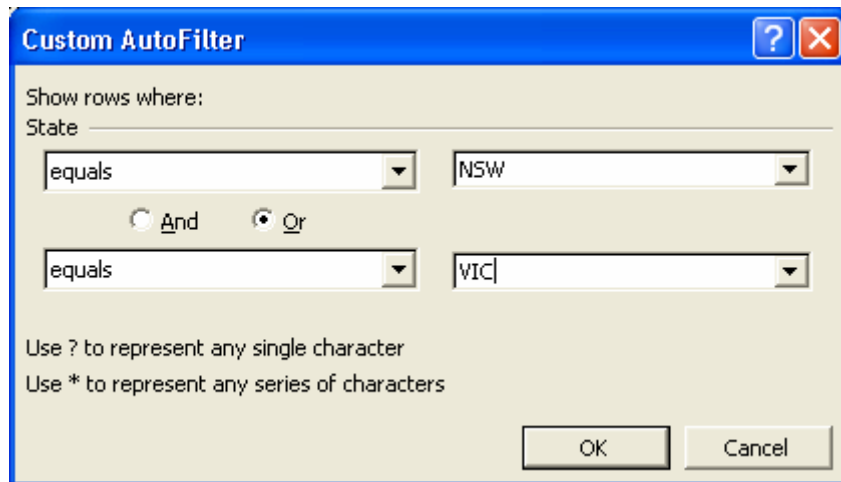 Custom AutoFilter ?
Show rows where:
State
equals NSW
And Or
equals VIC
Use ? to represent any single character
Use * to represent any series of characters
OK Cancel